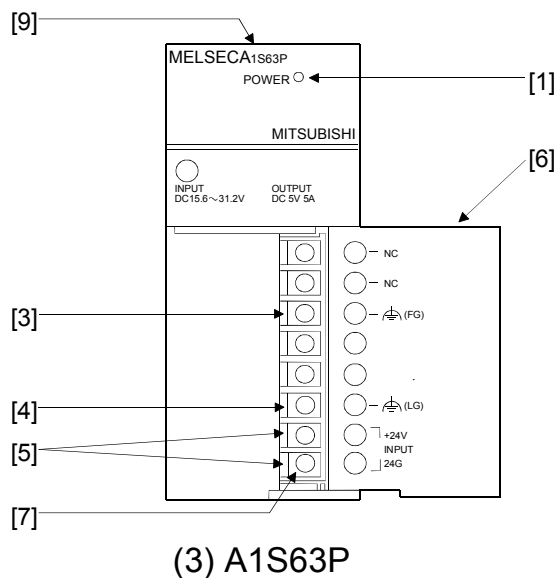 [9]
MELSECA1S63P
POWER
[1]
MITSUBISHI
[6]
INPUT
DC15.6～31.2V
OUTPUT
DC 5V 5A
NC
NC
[3]
(FG)
[4]
(LG)
[5]
+24V
INPUT
24G
[7]
(3) A1S63P